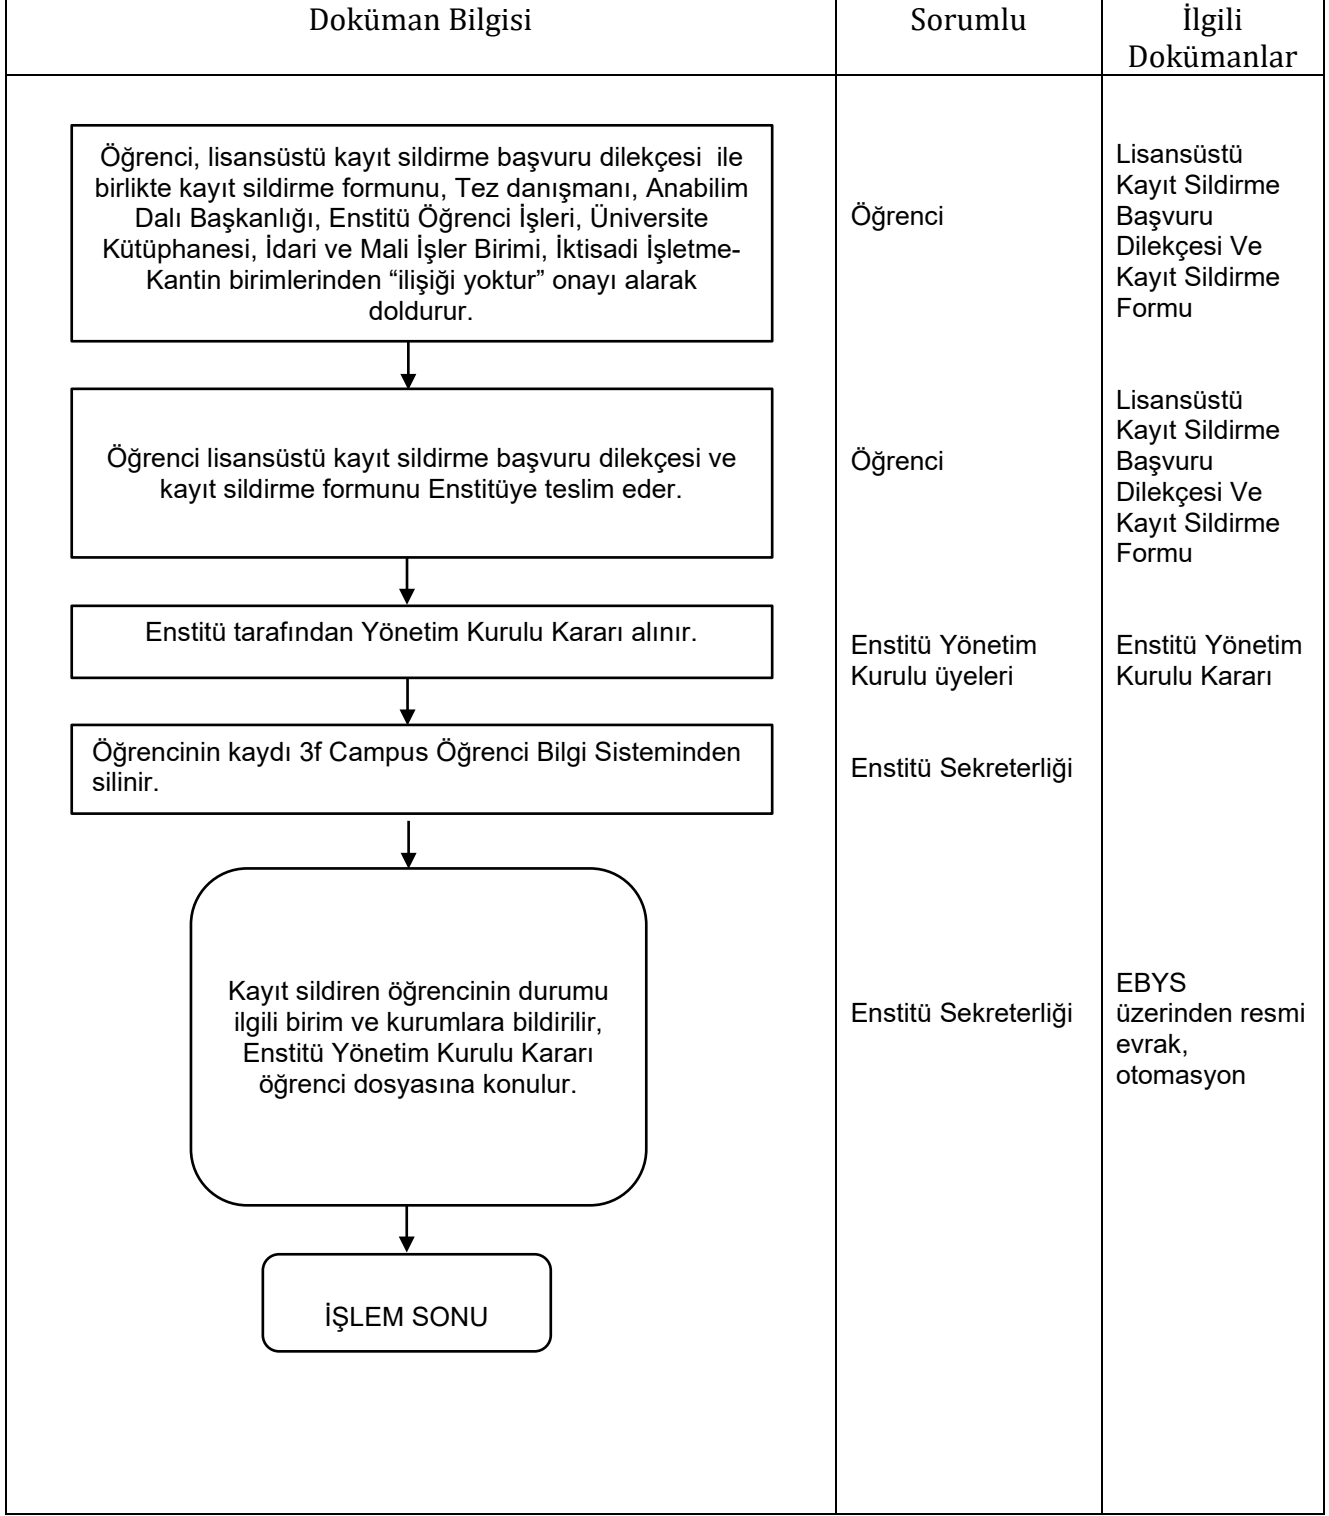 Doküman Bilgisi
Sorumlu
İlgili
Dokümanlar
Öğrenci, lisansüstü kayıt sildirme başvuru dilekçesi ile
birlikte kayıt sildirme formunu, Tez danışmanı, Anabilim
Dalı Başkanlığı, Enstitü Öğrenci İşleri, Üniversite
Kütüphanesi, İdari ve Mali İşler Birimi, İktisadi İşletme-
Kantin birimlerinden “ilişiği yoktur” onayı alarak
doldurur.
Öğrenci
Lisansüstü
Kayıt Sildirme
Başvuru
Dilekçesi Ve
Kayıt Sildirme
Formu
Öğrenci lisansüstü kayıt sildirme başvuru dilekçesi ve
kayıt sildirme formunu Enstitüye teslim eder.
Öğrenci
Lisansüstü
Kayıt Sildirme
Başvuru
Dilekçesi Ve
Kayıt Sildirme
Formu
Enstitü tarafından Yönetim Kurulu Kararı alınır.
Enstitü Yönetim
Kurulu üyeleri
Enstitü Yönetim
Kurulu Kararı
Öğrencinin kaydı 3f Campus Öğrenci Bilgi Sisteminden
silinir.
Enstitü Sekreterliği
Kayıt sildiren öğrencinin durumu
ilgili birim ve kurumlara bildirilir,
Enstitü Yönetim Kurulu Kararı
öğrenci dosyasına konulur.
Enstitü Sekreterliği
EBYS
üzerinden resmi
evrak,
otomasyon
İŞLEM SONU